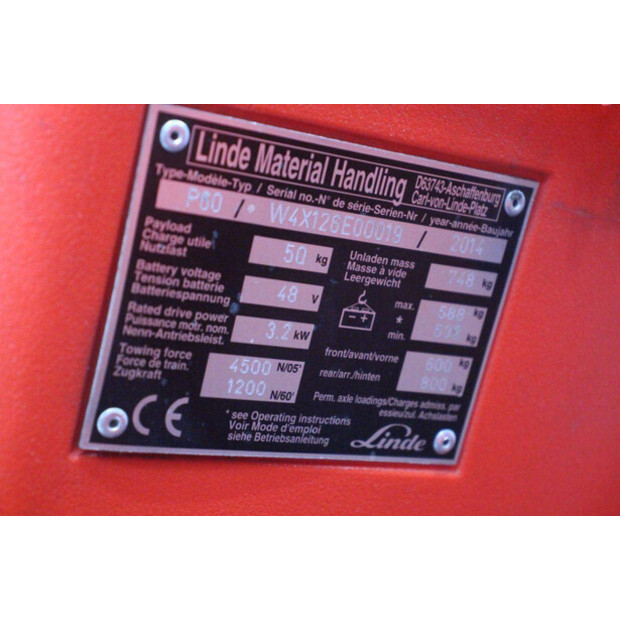 Linde Material Handling
D63743-Aschaffenburg
Carl-von-Linde-Platz
Type-Modèle-Typ / Serial no.-N° de série-Serien-Nr / year-année-Baujahr
P60 / * W4X126E00019 / 2014
Payload
Charge utile
Nutzlast
50 kg
Unladen mass
Masse à vide
Leergewicht
748 kg
Battery voltage
Tension batterie
Batteriespannung
48 V
- +
max.
*
min.
588 kg
kg
Rated drive power
Puissance motr. nom.
Nenn-Antriebsleist.
3.2 kW
front/avant/vorne
600 kg
rear/arr./hinten
800 kg
Towing force
Force de train.
Zugkraft
4500 N/05'
1200 N/60'
Perm. axle loadings/Charges admiss. par
essieu/zul. Achslasten
CE
* see Operating instructions
Voir Mode d'emploi
siehe Betriebsanleitung
Linde